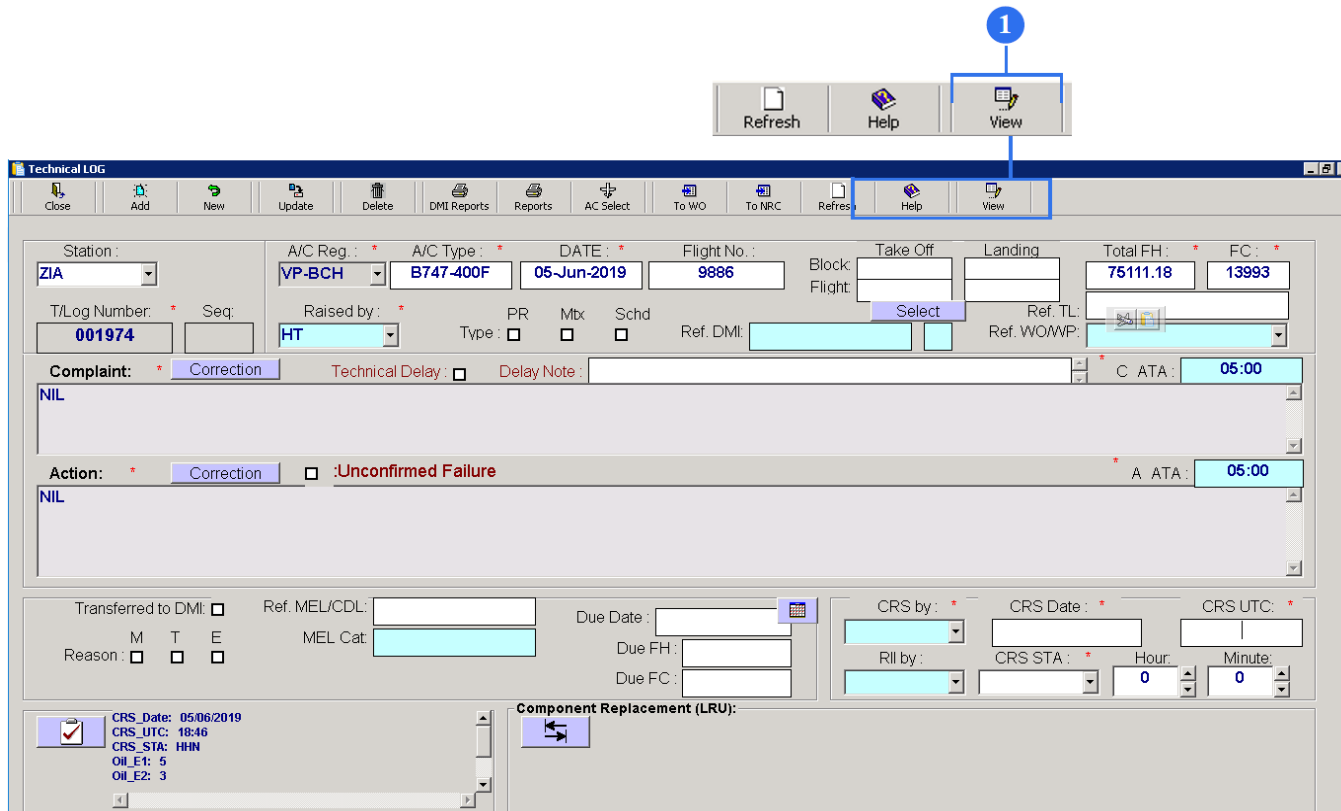 1
Refresh Help View
Technical LOG
Close Add New Update Delete DMI Reports Reports AC Select To WO To NRC Refresh Help View
Station : A/C Reg. : * A/C Type : * DATE : * Flight No. : Take Off Landing Total FH : * FC : *
ZIA VP-BCH B747-400F 05-Jun-2019 9886 Block: 75111.18 13993
Flight:
T/Log Number: * Seq: Raised by : * PR Mtx Schd Select Ref. TL:
001974 HT Type : Ref. DMI: Ref. WO/WP:
Complaint: * Correction Technical Delay : Delay Note : * C ATA : 05:00
NIL
Action: * Correction :Unconfirmed Failure * A ATA : 05:00
NIL
Transferred to DMI: Ref. MEL/CDL: Due Date : CRS by : * CRS Date : * CRS UTC: *
M T E MEL Cat: Due FH :
Reason : Due FC : RII by : CRS STA : * Hour: Minute:
0 0
CRS_Date: 05/06/2019 Component Replacement (LRU):
CRS_UTC: 18:46
CRS_STA: HHN
Oil_E1: 5
Oil_E2: 3